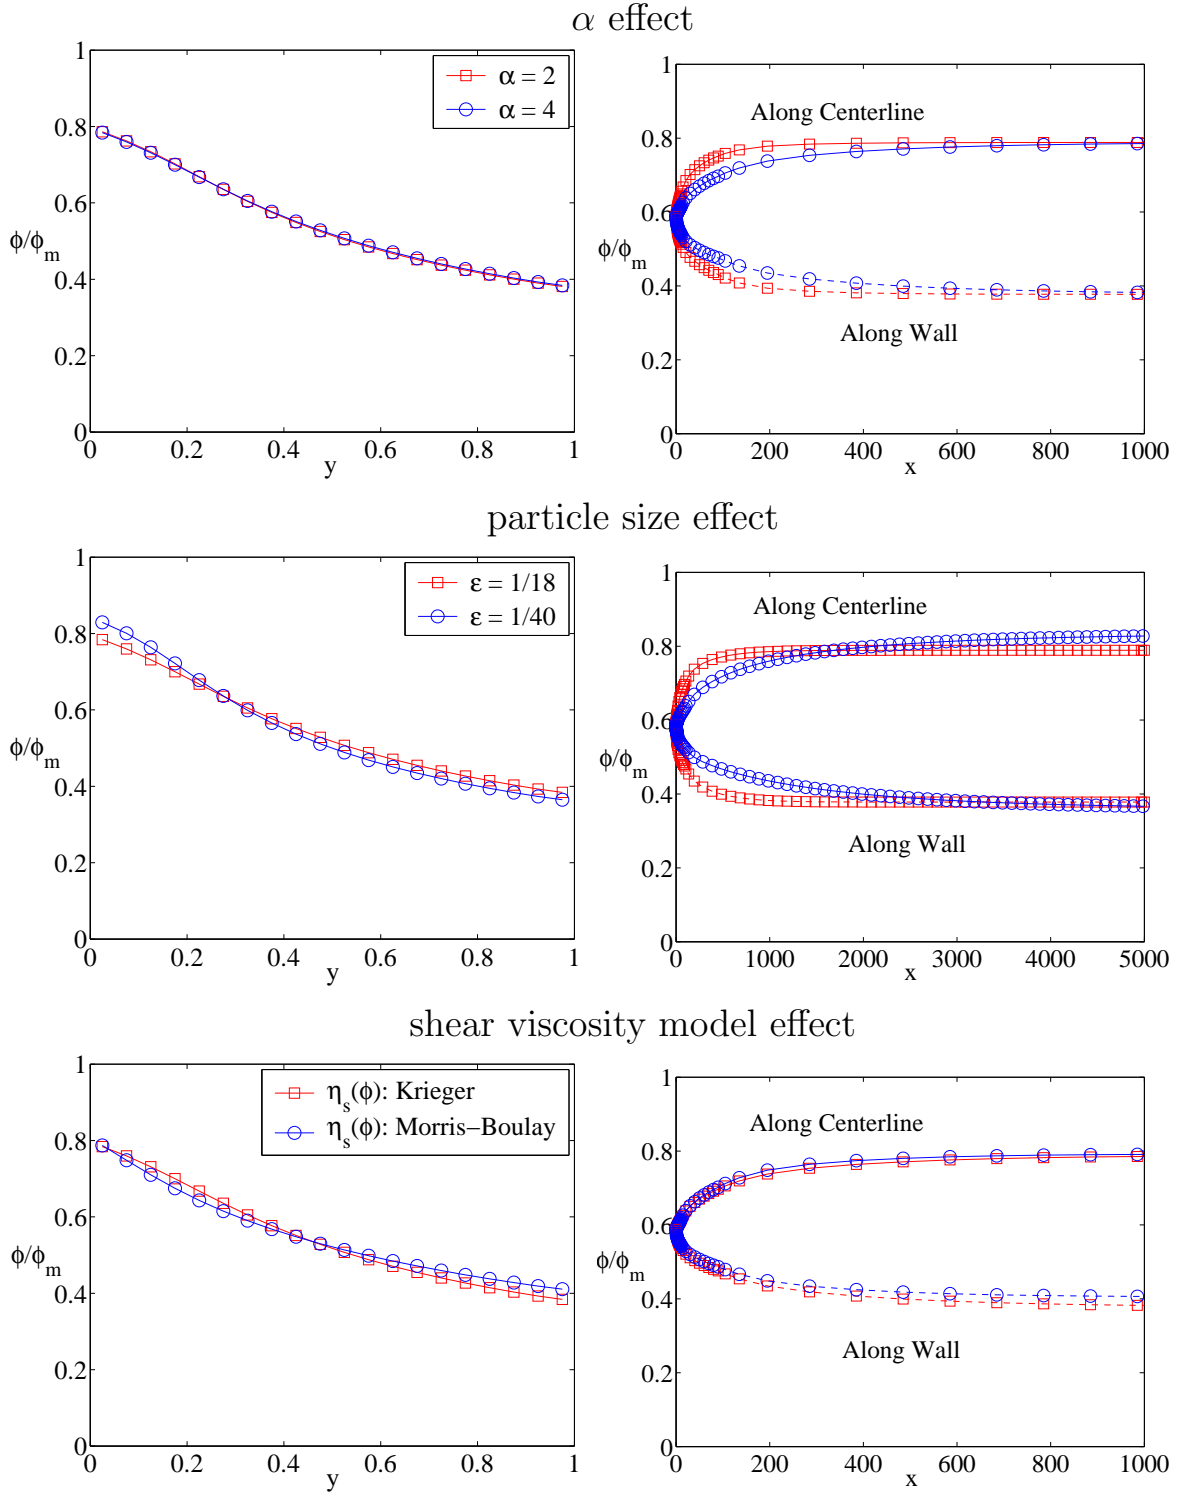 α effect
1
0.8
0.6
0.4
0.2
0
ϕ/ϕm
0 0.2 0.4 0.6 0.8 1
y
α = 2
α = 4
1
0.8
0.6
0.4
0.2
0
ϕ/ϕm
Along Centerline
Along Wall
0 200 400 600 800 1000
x
particle size effect
1
0.8
0.6
0.4
0.2
0
ϕ/ϕm
0 0.2 0.4 0.6 0.8 1
y
ε = 1/18
ε = 1/40
1
0.8
0.6
0.4
0.2
0
ϕ/ϕm
Along Centerline
Along Wall
0 1000 2000 3000 4000 5000
x
shear viscosity model effect
1
0.8
0.6
0.4
0.2
0
ϕ/ϕm
0 0.2 0.4 0.6 0.8 1
y
ηs(ϕ): Krieger
ηs(ϕ): Morris−Boulay
1
0.8
0.6
0.4
0.2
0
ϕ/ϕm
Along Centerline
Along Wall
0 200 400 600 800 1000
x